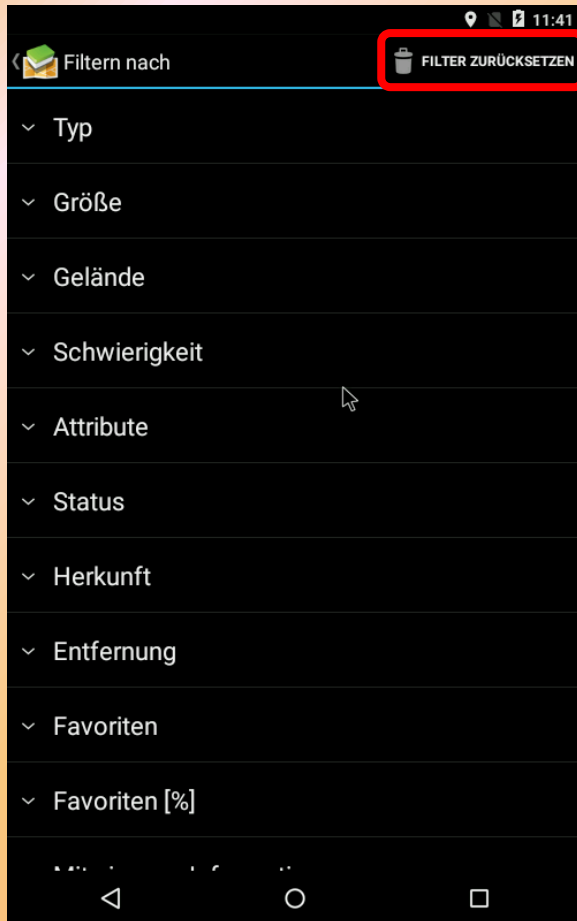 11:41
Filtern nach
FILTER ZURÜCKSETZEN
Typ
Größe
Gelände
Schwierigkeit
Attribute
Status
Herkunft
Entfernung
Favoriten
Favoriten [%]